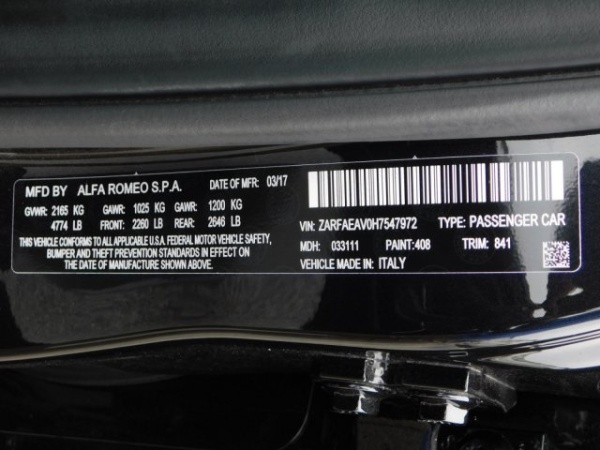 MFD BY ALFA ROMEO S.P.A. DATE OF MFR: 03/17
GVWR: 2165 KG GAWR: 1025 KG GAWR: 1200 KG
4774 LB FRONT: 2260 LB REAR: 2646 LB
THIS VEHICLE CONFORMS TO ALL APPLICABLE U.S.A. FEDERAL MOTOR VEHICLE SAFETY,
BUMPER AND THEFT PREVENTION STANDARDS IN EFFECT ON
THE DATE OF MANUFACTURE SHOWN ABOVE.
VIN: ZARFAEAV0H7547972 TYPE: PASSENGER CAR
MDH: 033111 PAINT:408 TRIM: 841
VEHICLE MADE IN: ITALY